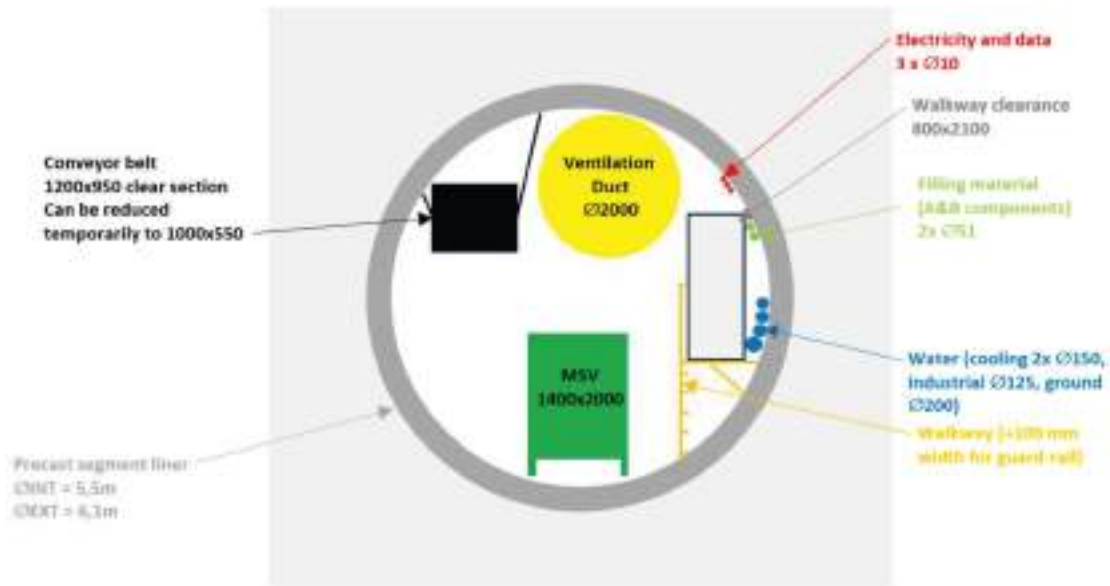 Conveyor belt
1200x950 clear section
Can be reduced
temporarily to 1000x550
Ventilation
Duct
∅2000
MSV
1400x2000
Electricity and data
3 x ∅10
Walkway clearance
800x2100
Filling material
(A&B components)
2x ∅51
Water (cooling 2x ∅150,
industrial ∅125, ground
∅200)
Walkway (+100 mm
width for guard-rail)
Precast segment liner
∅INT = 5,5m
∅EXT = 6,1m